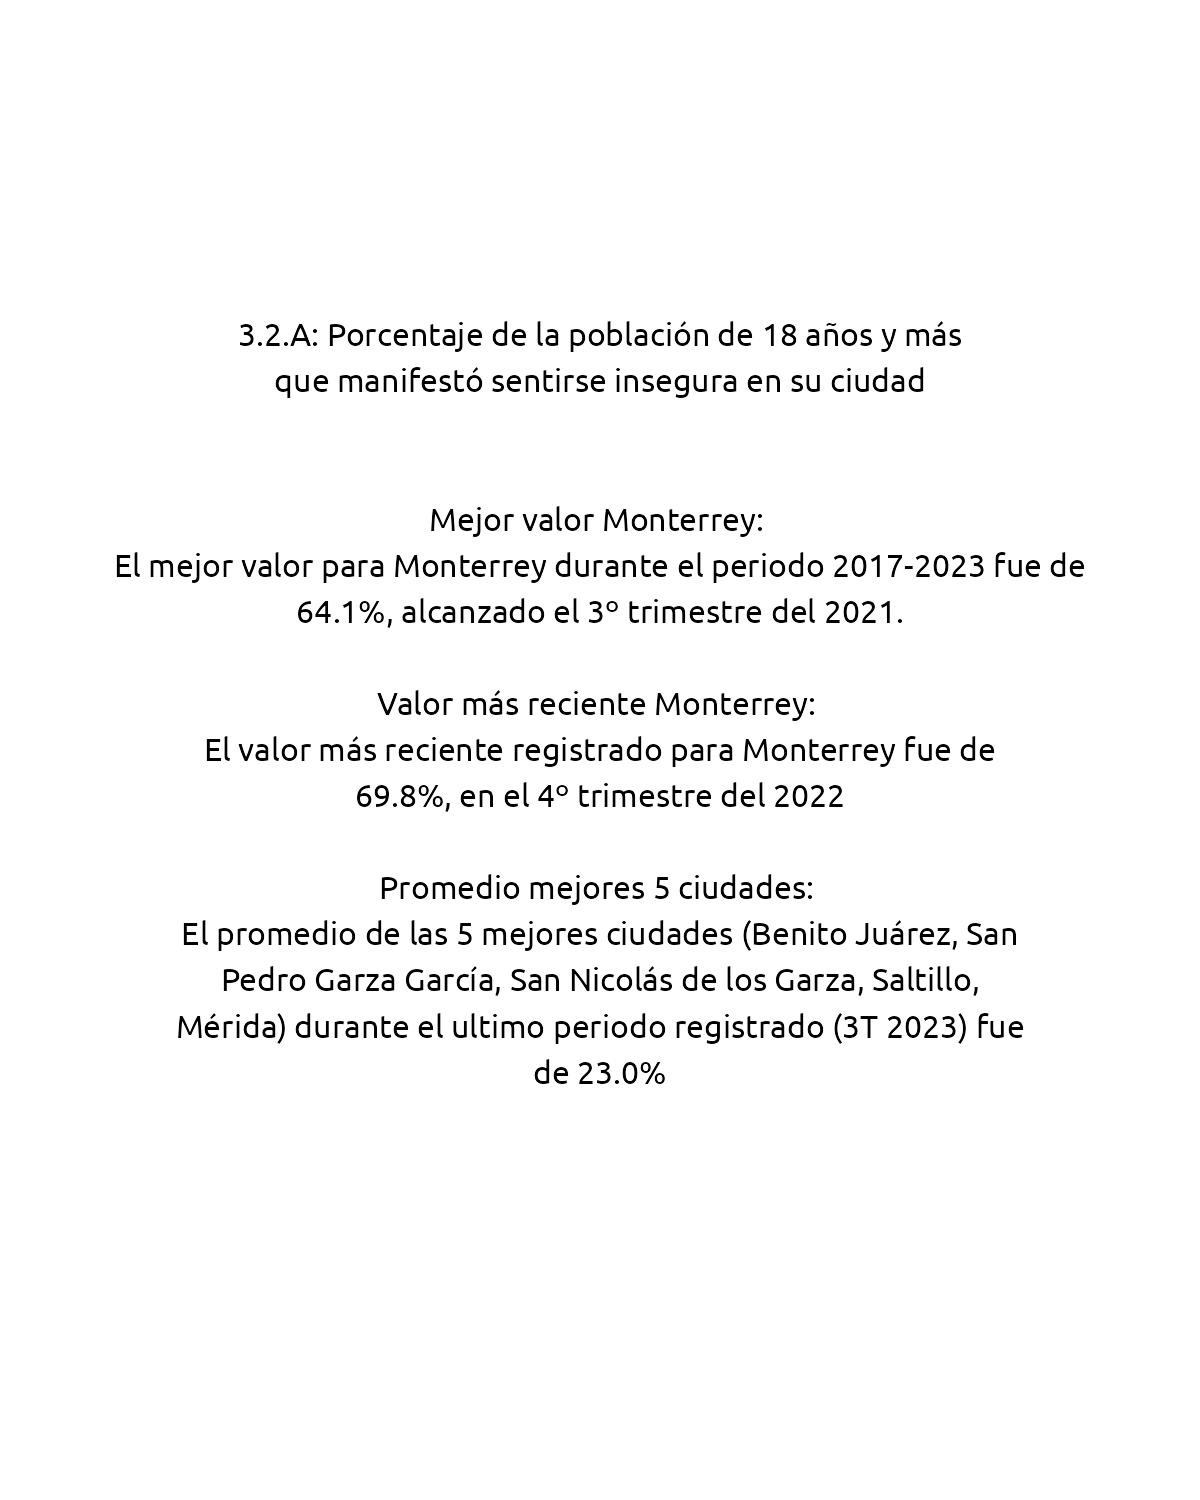 3.2.A: Porcentaje de la población de 18 años y más
que manifestó sentirse insegura en su ciudad
Mejor valor Monterrey:
El mejor valor para Monterrey durante el periodo 2017-2023 fue de
64.1%, alcanzado el 3º trimestre del 2021.
Valor más reciente Monterrey:
El valor más reciente registrado para Monterrey fue de
69.8%, en el 4º trimestre del 2022
Promedio mejores 5 ciudades:
El promedio de las 5 mejores ciudades (Benito Juárez, San
Pedro Garza García, San Nicolás de los Garza, Saltillo,
Mérida) durante el ultimo periodo registrado (3T 2023) fue
de 23.0%